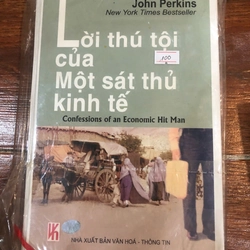 John Perkins
New York Times Bestseller
Lời thú tội
của
Một sát thủ
kinh tế
Confessions of an Economic Hit Man
NHÀ XUẤT BẢN VĂN HOÁ - THÔNG TIN